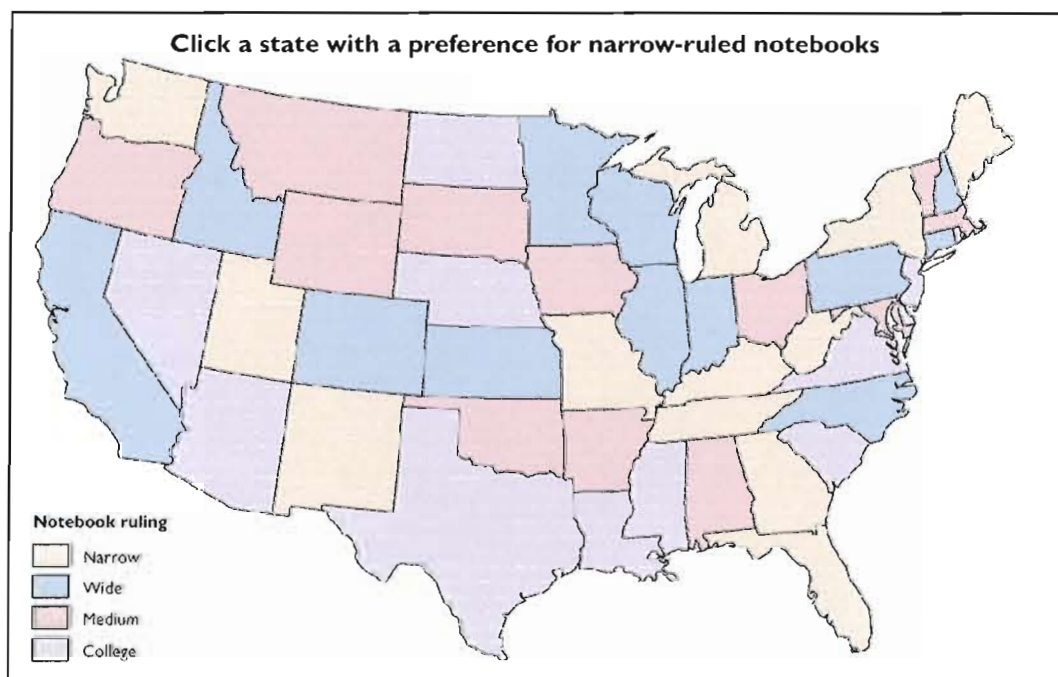 Click a state with a preference for narrow-ruled notebooks
Notebook ruling
Narrow
Wide
Medium
College